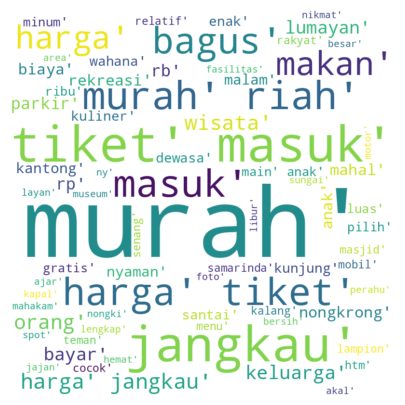 minum' relatif' enak' nikmat'
harga' bagus' lumayan'
rakyat' besar'
area' wahana' makan'
biaya' rekreasi' rb' fasilitas' malam'
parkir' ribu' murah' riah'
kuliner' wisata'
tiket' masuk' motor'
dewasa'
kantong' masuk' main' anak' mahal'
rp' sungai'
layan' ny' museum' anak' luas'
murah' pilih'
senang' libur' masjid'
gratis' samarinda' kunjung' mobil'
ajar' nyaman' foto'
kapal' harga' tiket' perahu'
mahakam' nongki' santai' kalang' nongkrong'
orang' lengkap' bersih'
spot' teman' menu'
bayar' jangkau' lampion'
hemat' keluarga' htm'
jajan' cocok'
harga' jangkau' akal'